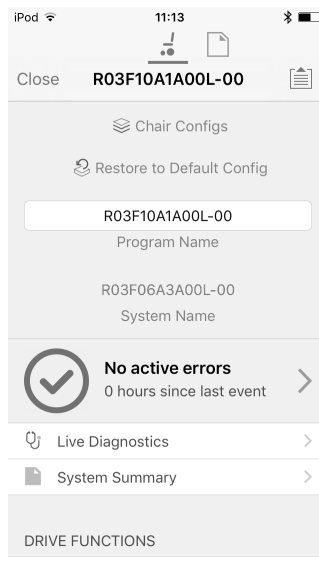 iPod 11:13
Close R03F10A1A00L-00
Chair Configs
Restore to Default Config
R03F10A1A00L-00
Program Name
R03F06A3A00L-00
System Name
No active errors
0 hours since last event
Live Diagnostics
System Summary
DRIVE FUNCTIONS